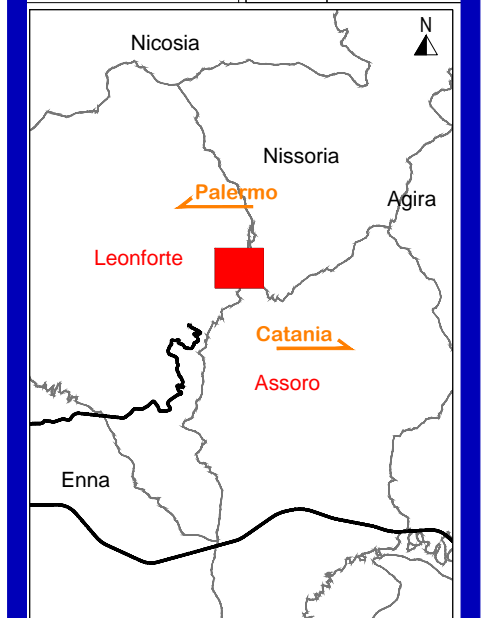 N
Nicosia
Nissoria
Palermo
Agira
Leonforte
Catania
Assoro
Enna